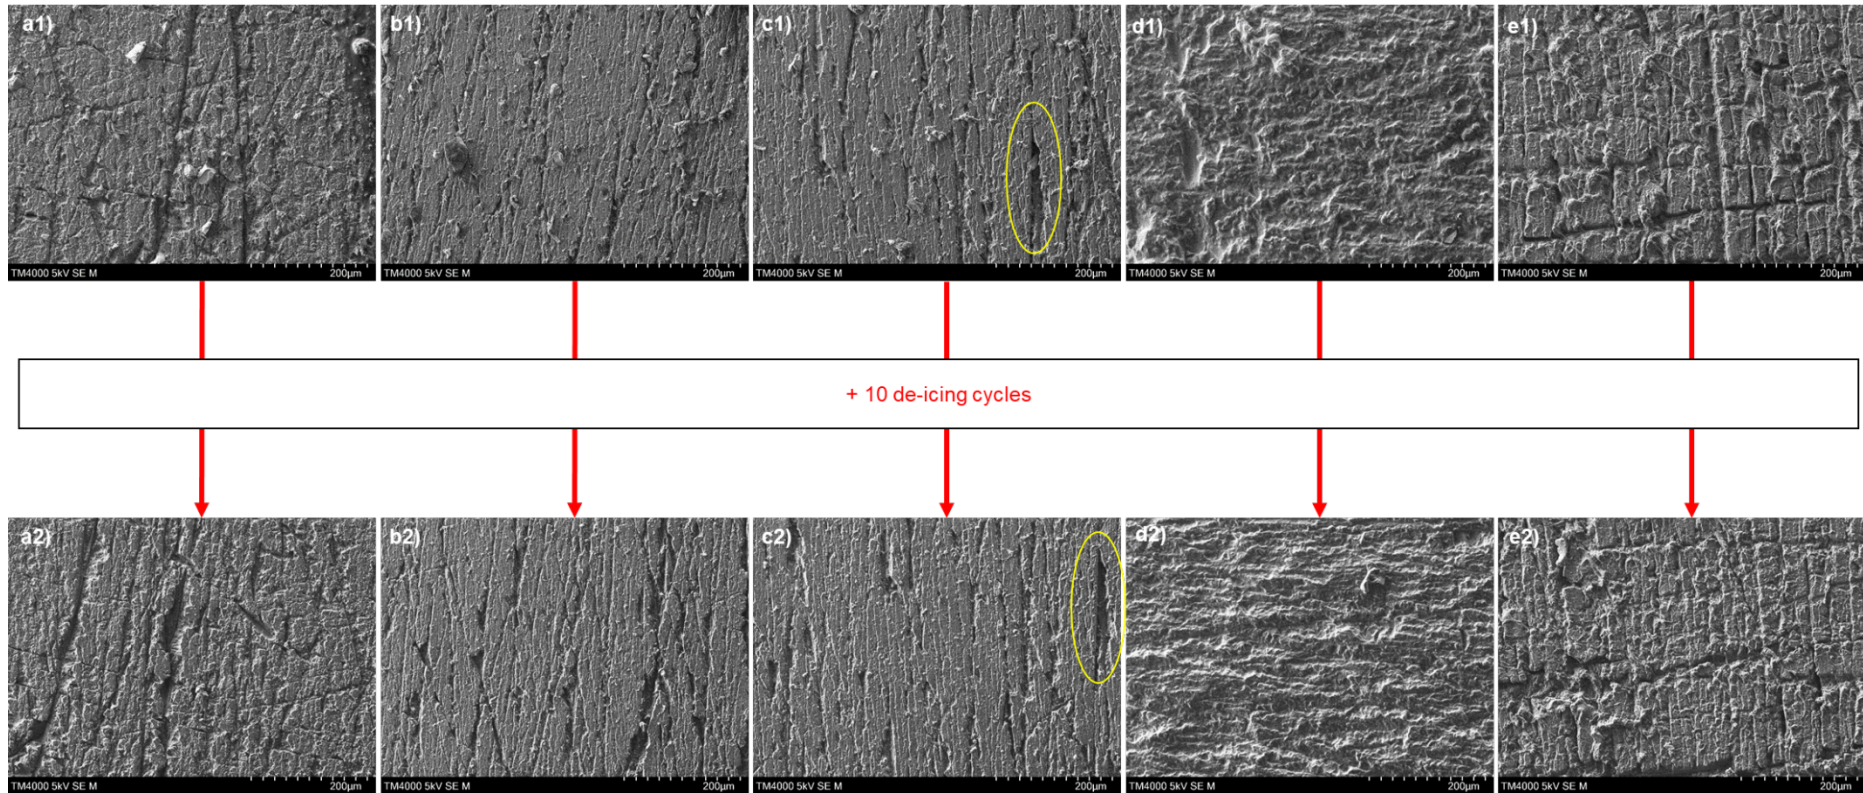 a1)
b1)
c1)
d1)
e1)
TM4000 5kV SE M 200µm
TM4000 5kV SE M 200µm
TM4000 5kV SE M 200µm
TM4000 5kV SE M 200µm
TM4000 5kV SE M 200µm
+ 10 de-icing cycles
a2)
b2)
c2)
d2)
e2)
TM4000 5kV SE M 200µm
TM4000 5kV SE M 200µm
TM4000 5kV SE M 200µm
TM4000 5kV SE M 200µm
TM4000 5kV SE M 200µm